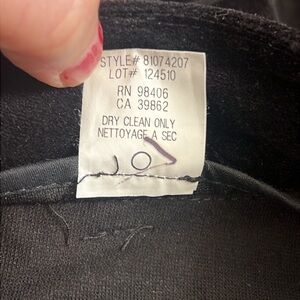 STYLE# 81074207
LOT# 124510
RN 98406
CA 39862
DRY CLEAN ONLY
NETTOYAGE A SEC